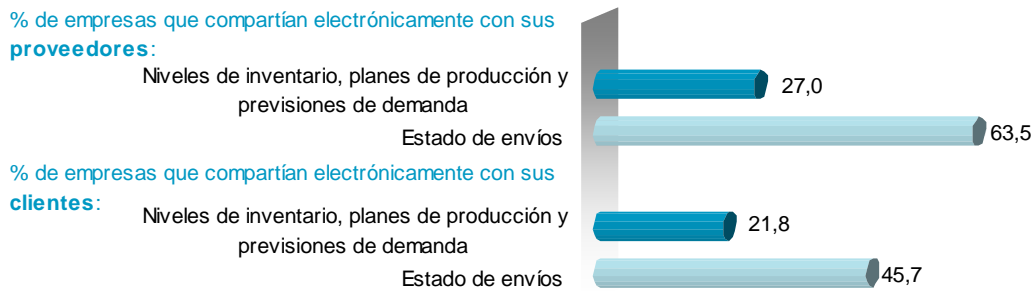 % de empresas que compartían electrónicamente con sus
proveedores:
Niveles de inventario, planes de producción y
previsiones de demanda
27,0
Estado de envíos
63,5
% de empresas que compartían electrónicamente con sus
clientes:
Niveles de inventario, planes de producción y
previsiones de demanda
21,8
Estado de envíos
45,7